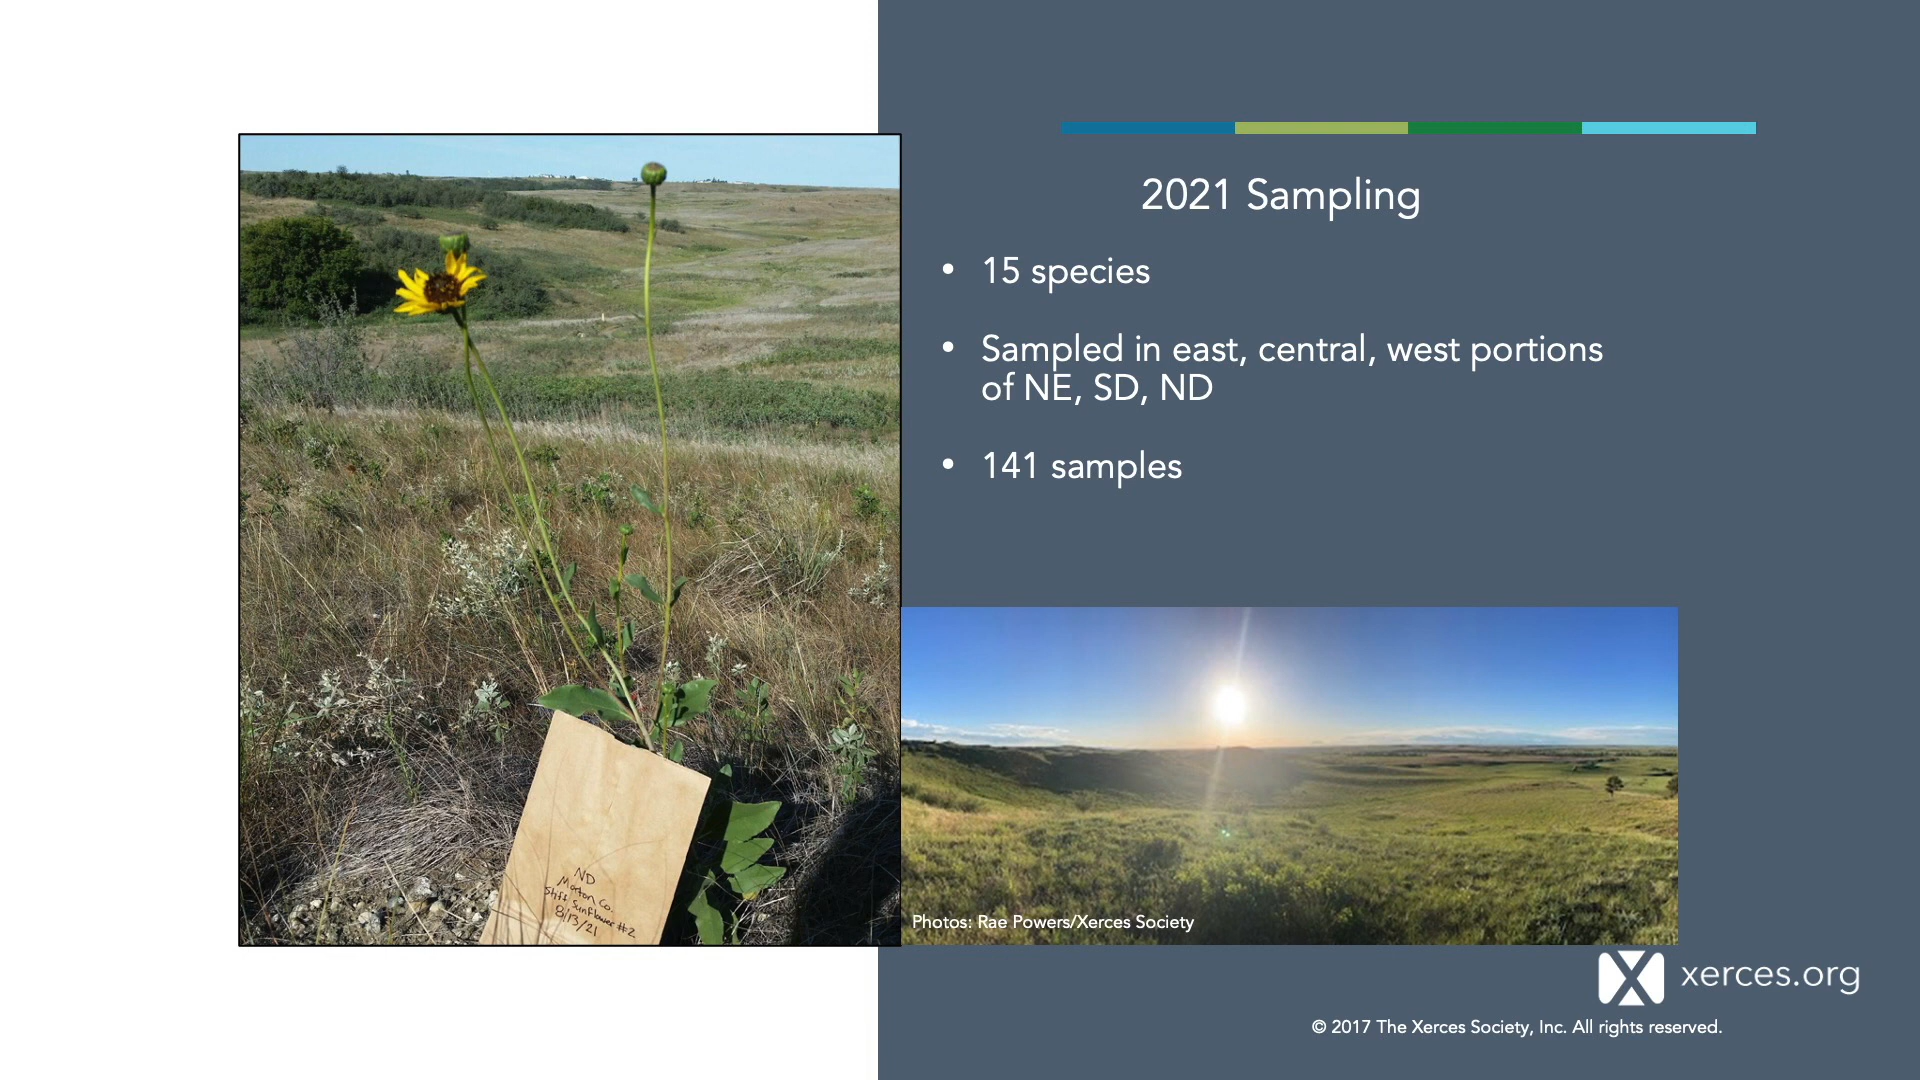 2021 Sampling
• 15 species
• Sampled in east, central, west portions
of NE, SD, ND
• 141 samples
ND
Morton Co.
Stiff Sunflower #2
8/13/21
Photos: Rae Powers/Xerces Society
xerces.org
© 2017 The Xerces Society, Inc. All rights reserved.